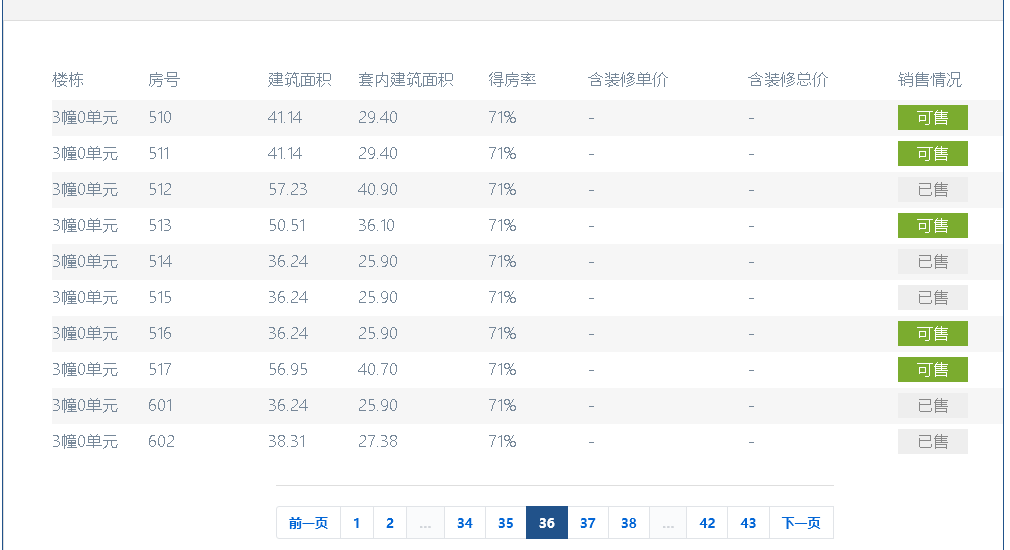 楼栋 房号 建筑面积 套内建筑面积 得房率 含装修单价 含装修总价 销售情况
3幢0单元 510 41.14 29.40 71% - - 可售
3幢0单元 511 41.14 29.40 71% - - 可售
3幢0单元 512 57.23 40.90 71% - - 已售
3幢0单元 513 50.51 36.10 71% - - 可售
3幢0单元 514 36.24 25.90 71% - - 已售
3幢0单元 515 36.24 25.90 71% - - 已售
3幢0单元 516 36.24 25.90 71% - - 可售
3幢0单元 517 56.95 40.70 71% - - 可售
3幢0单元 601 36.24 25.90 71% - - 已售
3幢0单元 602 38.31 27.38 71% - - 已售
前一页 1 2 ... 34 35 36 37 38 ... 42 43 下一页